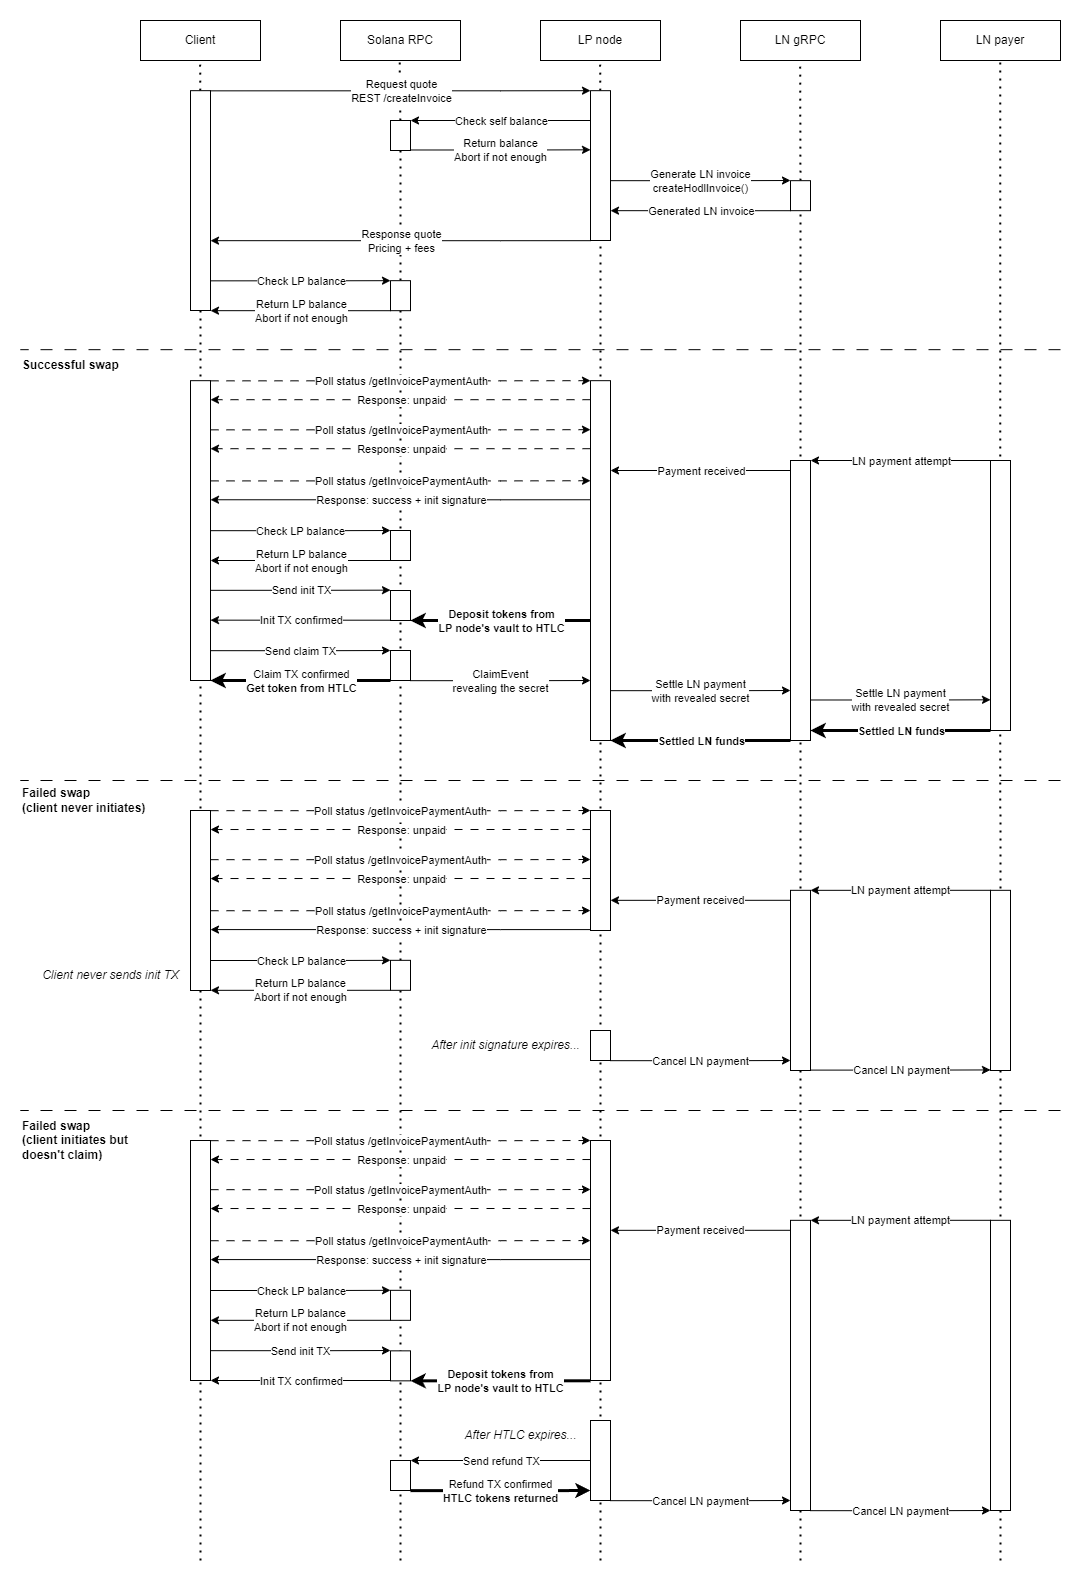 Client
Solana RPC
LP node
LN gRPC
LN payer
Request quote
REST /createInvoice
Check self balance
Return balance
Abort if not enough
Generate LN invoice
createHodlInvoice()
Generated LN invoice
Response quote
Pricing + fees
Check LP balance
Return LP balance
Abort if not enough
Successful swap
Poll status /getInvoicePaymentAuth
Response: unpaid
Poll status /getInvoicePaymentAuth
Response: unpaid
LN payment attempt
Payment received
Poll status /getInvoicePaymentAuth
Response: success + init signature
Check LP balance
Return LP balance
Abort if not enough
Send init TX
Deposit tokens from
LP node's vault to HTLC
Init TX confirmed
Send claim TX
Claim TX confirmed
Get token from HTLC
ClaimEvent
revealing the secret
Settle LN payment
with revealed secret
Settle LN payment
with revealed secret
Settled LN funds
Settled LN funds
Failed swap
(client never initiates)
Poll status /getInvoicePaymentAuth
Response: unpaid
Poll status /getInvoicePaymentAuth
Response: unpaid
LN payment attempt
Payment received
Poll status /getInvoicePaymentAuth
Response: success + init signature
Check LP balance
Client never sends init TX
Return LP balance
Abort if not enough
After init signature expires...
Cancel LN payment
Cancel LN payment
Failed swap
(client initiates but
doesn't claim)
Poll status /getInvoicePaymentAuth
Response: unpaid
Poll status /getInvoicePaymentAuth
Response: unpaid
LN payment attempt
Payment received
Poll status /getInvoicePaymentAuth
Response: success + init signature
Check LP balance
Return LP balance
Abort if not enough
Send init TX
Deposit tokens from
LP node's vault to HTLC
Init TX confirmed
After HTLC expires...
Send refund TX
Refund TX confirmed
HTLC tokens returned
Cancel LN payment
Cancel LN payment